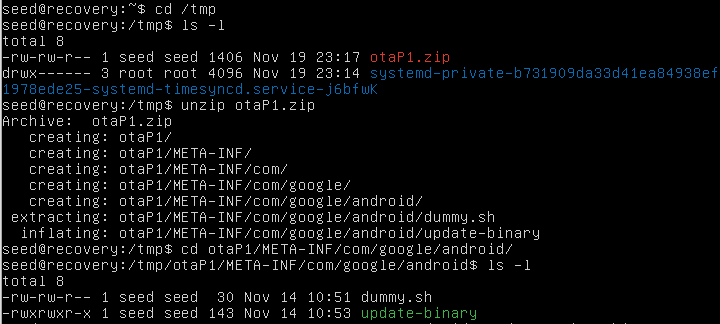 seed@recovery:~$ cd /tmp
seed@recovery:/tmp$ ls -l
total 8
-rw-rw-r-- 1 seed seed 1406 Nov 19 23:17 otaP1.zip
drwx------ 3 root root 4096 Nov 19 23:14 systemd-private-b731909da33d41ea84938ef
1978ede25-systemd-timesyncd.service-j6bfwK
seed@recovery:/tmp$ unzip otaP1.zip
Archive:  otaP1.zip
   creating: otaP1/
   creating: otaP1/META-INF/
   creating: otaP1/META-INF/com/
   creating: otaP1/META-INF/com/google/
   creating: otaP1/META-INF/com/google/android/
 extracting: otaP1/META-INF/com/google/android/dummy.sh
  inflating: otaP1/META-INF/com/google/android/update-binary
seed@recovery:/tmp$ cd otaP1/META-INF/com/google/android/
seed@recovery:/tmp/otaP1/META-INF/com/google/android$ ls -l
total 8
-rw-rw-r-- 1 seed seed  30 Nov 14 10:51 dummy.sh
-rwxrwxr-x 1 seed seed 143 Nov 14 10:53 update-binary